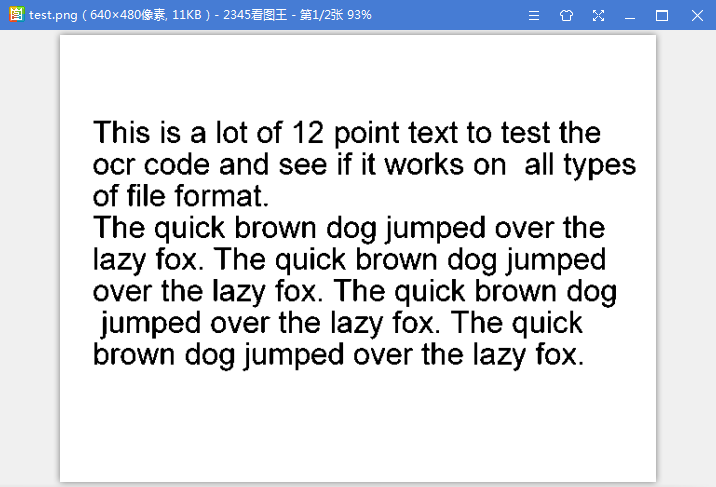 test.png ( 640×480像素, 11KB ) - 2345看图王 - 第1/2张 93%
This is a lot of 12 point text to test the
ocr code and see if it works on  all types
of file format.
The quick brown dog jumped over the
lazy fox. The quick brown dog jumped
over the lazy fox. The quick brown dog
 jumped over the lazy fox. The quick
brown dog jumped over the lazy fox.